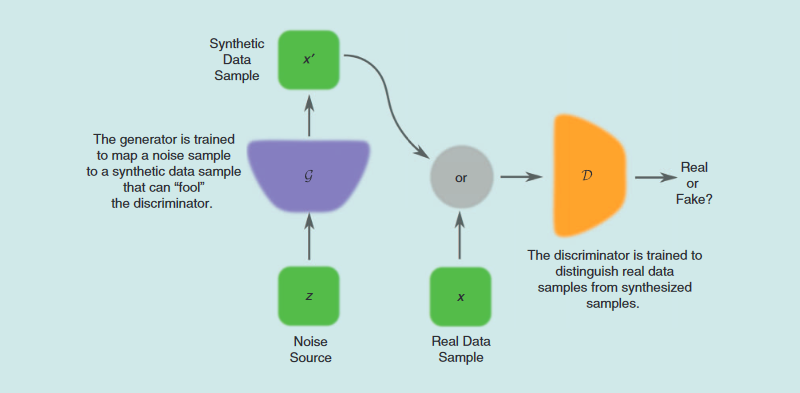 Synthetic
Data
Sample
x′
The generator is trained
to map a noise sample
to a synthetic data sample
that can “fool”
the discriminator.
𝒢
or
𝒟
Real
or
Fake?
The discriminator is trained to
distinguish real data
samples from synthesized
samples.
z
x
Noise
Source
Real Data
Sample